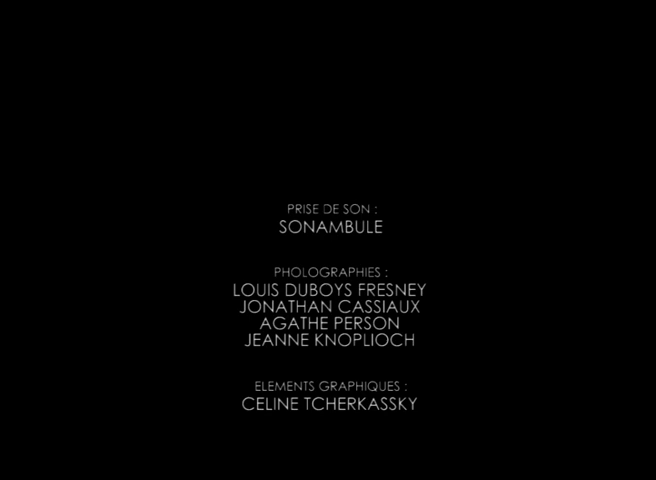 PRISE DE SON :
SONAMBULE
PHOLOGRAPHIES :
LOUIS DUBOYS FRESNEY
JONATHAN CASSIAUX
AGATHE PERSON
JEANNE KNOPLIOCH
ELEMENTS GRAPHIQUES :
CELINE TCHERKASSKY